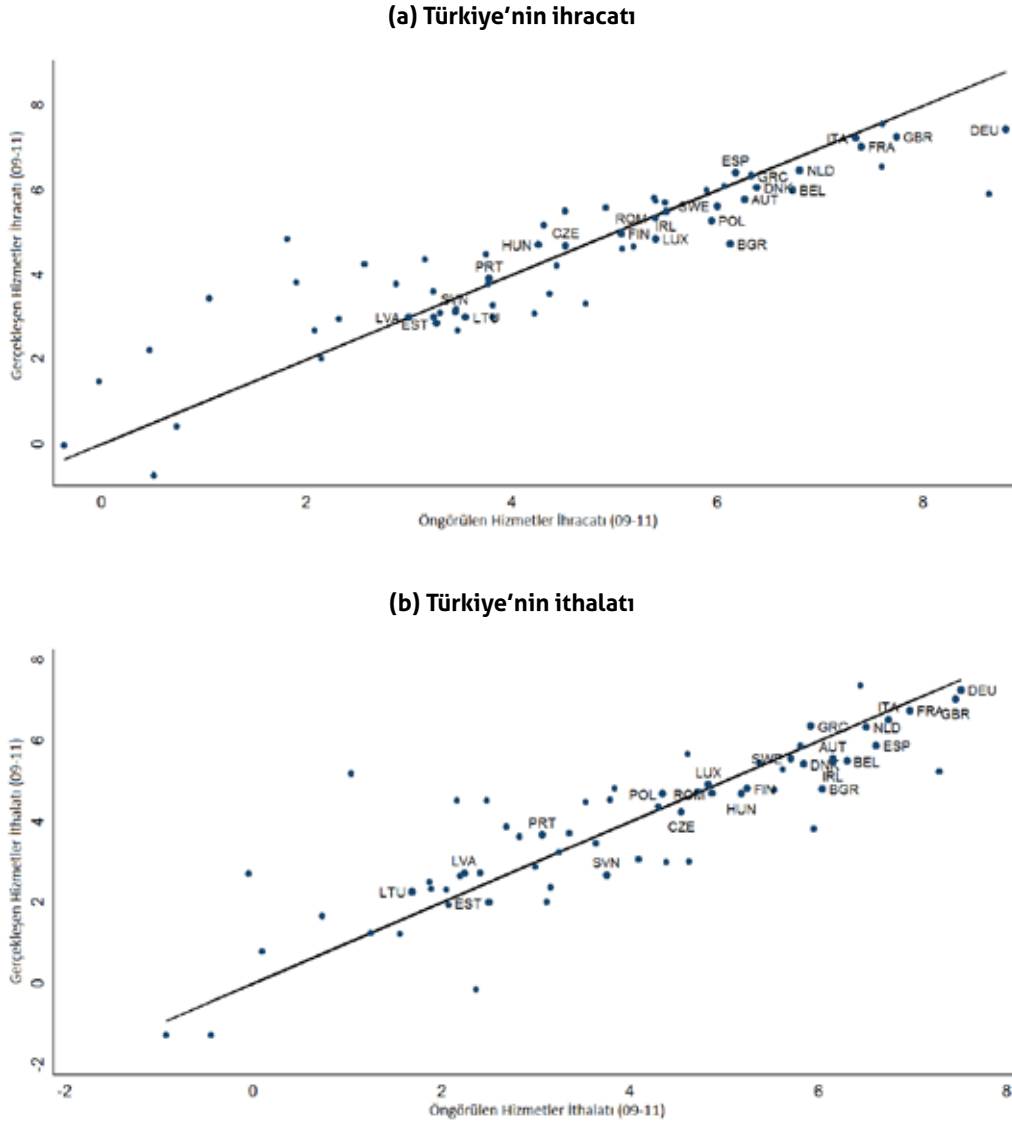 (a) Türkiye’nin ihracatı
Gerçekleşen Hizmetler İhracatı (09-11)
8
6
4
2
0
DEU
ITA
GBR
FRA
ESP
GRC
NLD
DNK
BEL
AUT
SWE
POL
ROM
IRL
FIN
LUX
BGR
CZE
HUN
PRT
SVN
LVA
EST
LTU
0 2 4 6 8
Öngörülen Hizmetler İhracatı (09-11)
(b) Türkiye’nin ithalatı
Gerçekleşen Hizmetler İthalatı (09-11)
8
6
4
2
0
-2
DEU
ITA
FRA
GBR
GRC
NLD
AUT
ESP
SWE
DNK
BEL
IRL
LUX
POL
ROM
FIN
BGR
HUN
CZE
PRT
LVA
SVN
LTU
EST
-2 0 2 4 6 8
Öngörülen Hizmetler İthalatı (09-11)